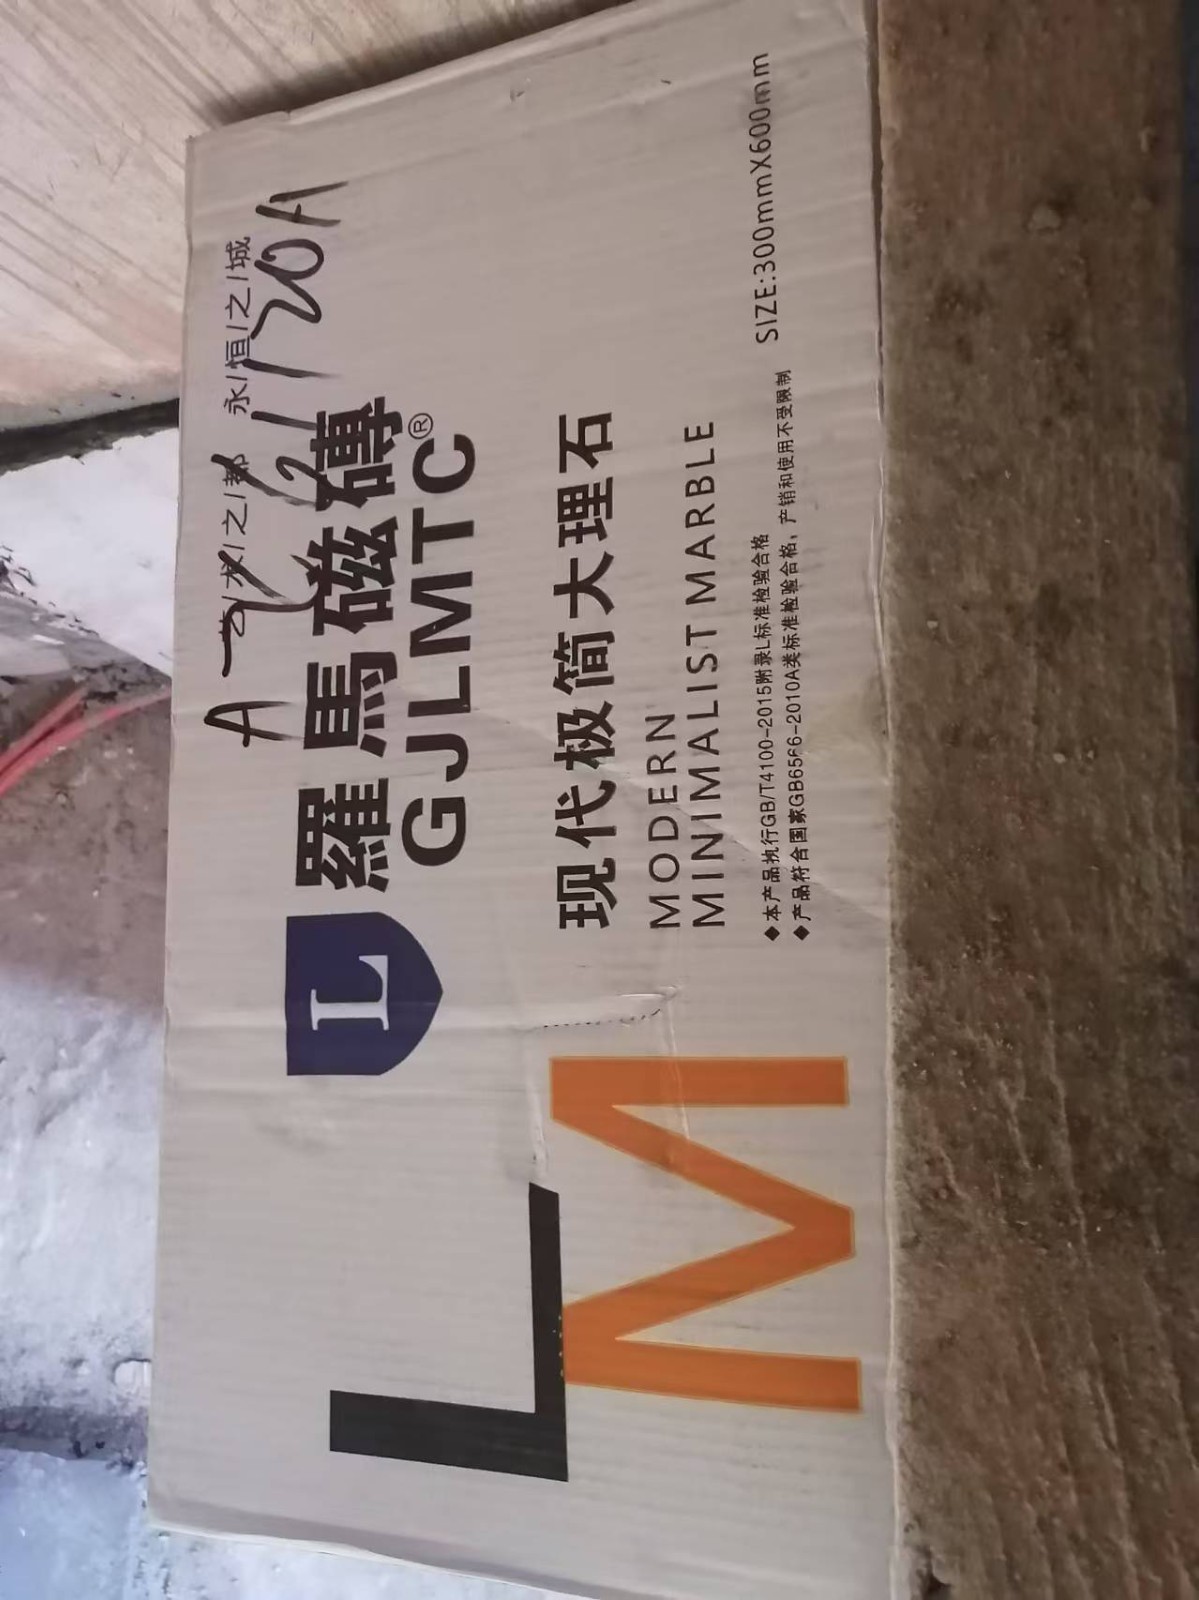 艺|术|之|都 永|恒|之|城
L
羅馬磁磚
GJLMTC®
现代极简大理石
MODERN
MINIMALIST MARBLE
◆本产品执行GB/T4100-2015附录L标准检验合格
◆产品符合国家GB6566-2010A类标准检验合格，产销和使用不受限制
SIZE:300mmX600mm
LM